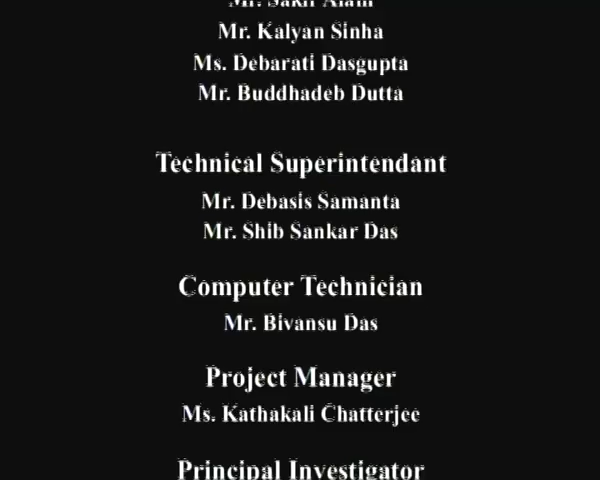 Mr. Kalyan Sinha
Ms. Debarati Dasgupta
Mr. Buddhadeb Dutta
Technical Superintendant
Mr. Debasis Samanta
Mr. Shib Sankar Das
Computer Technician
Mr. Bivansu Das
Project Manager
Ms. Kathakali Chatterjee
Principal Investigator